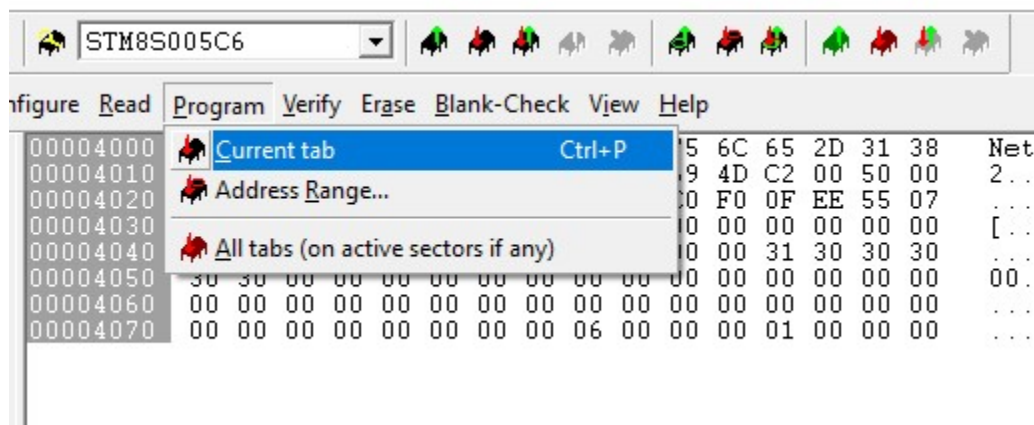 STM8S005C6
nfigure Read Program Verify Erase Blank-Check View Help
00004000 75 6C 65 2D 31 38 Net
00004010 4D C2 00 50 00 2..
00004020 F0 0F EE 55 07 ...
00004030 00 00 00 00 00 [..
00004040 00 31 30 30 30 ...
00004050 30 30 00 00 00 00 00 00 00 00 00 00 00 00 00 00 00.
00004060 00 00 00 00 00 00 00 00 00 00 00 00 00 00 00 00 ...
00004070 00 00 00 00 00 00 00 00 06 00 00 00 01 00 00 00 ...
Current tab Ctrl+P
Address Range...
All tabs (on active sectors if any)